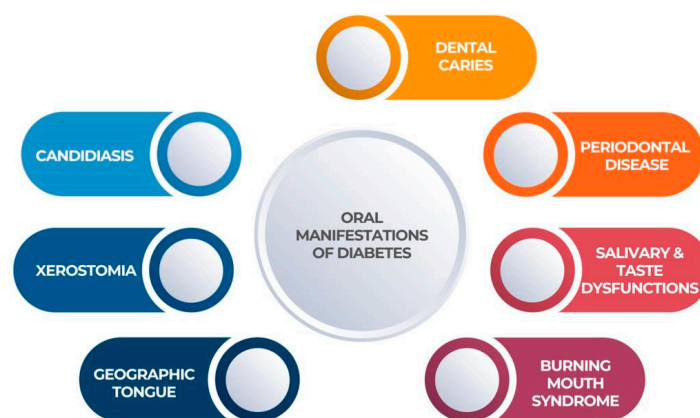 DENTAL
CARIES
CANDIDIASIS
PERIODONTAL
DISEASE
ORAL
MANIFESTATIONS
OF DIABETES
XEROSTOMIA
SALIVARY &
TASTE
DYSFUNCTIONS
GEOGRAPHIC
TONGUE
BURNING
MOUTH
SYNDROME